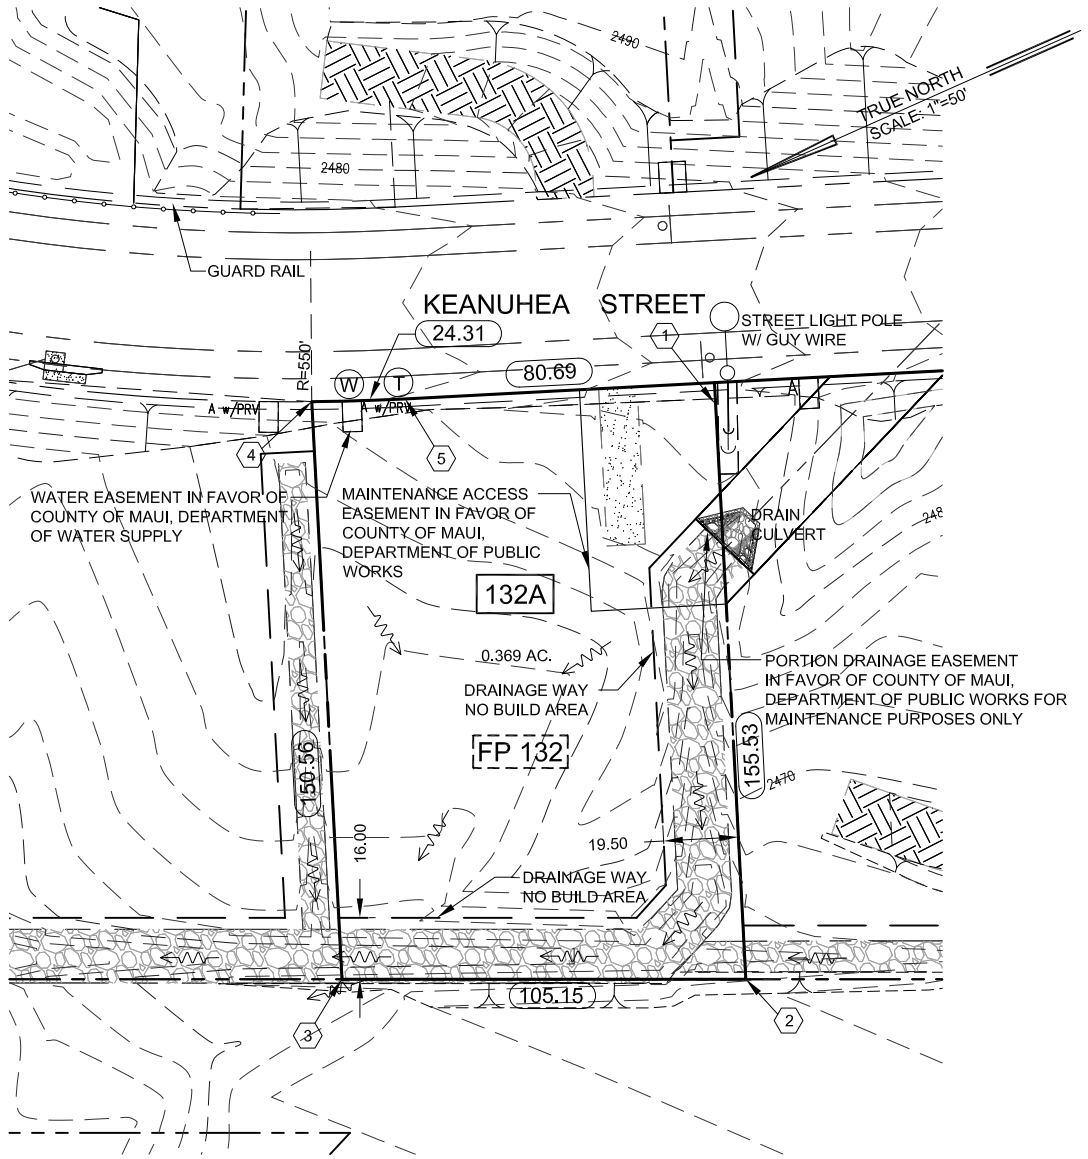 2490
TRUE NORTH
SCALE: 1"=50'
2480
GUARD RAIL
KEANUHEA STREET
24.31
1
STREET LIGHT POLE
W/ GUY WIRE
R=550'
80.69
W
T
A w/PRV
A w/PRV
A
4
5
WATER EASEMENT IN FAVOR OF
COUNTY OF MAUI, DEPARTMENT
OF WATER SUPPLY
MAINTENANCE ACCESS
EASEMENT IN FAVOR OF
COUNTY OF MAUI,
DEPARTMENT OF PUBLIC
WORKS
DRAIN
CULVERT
132A
0.369 AC.
DRAINAGE WAY
NO BUILD AREA
PORTION DRAINAGE EASEMENT
IN FAVOR OF COUNTY OF MAUI,
DEPARTMENT OF PUBLIC WORKS FOR
MAINTENANCE PURPOSES ONLY
FP 132
150.56
155.53
2470
16.00
19.50
DRAINAGE WAY
NO BUILD AREA
105.15
3
2